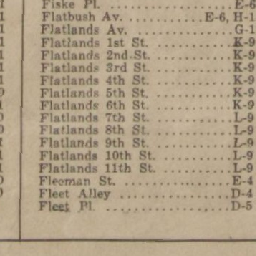 Fiske Pl. .................. E-6
Flatbush Av. ............ E-6, H-1
Flatlands Av. .............. G-1
Flatlands 1st St. ............ K-9
Flatlands 2nd St. ............ K-9
Flatlands 3rd St. ............ K-9
Flatlands 4th St. ............ K-9
Flatlands 5th St. ............ K-9
Flatlands 6th St. ............ K-9
Flatlands 7th St. ............ L-9
Flatlands 8th St. ............ L-9
Flatlands 9th St. ............ L-9
Flatlands 10th St. ........... L-9
Flatlands 11th St. ........... L-9
Fleeman St. ................ E-4
Fleet Alley ................ D-4
Fleet Pl. .................. D-5